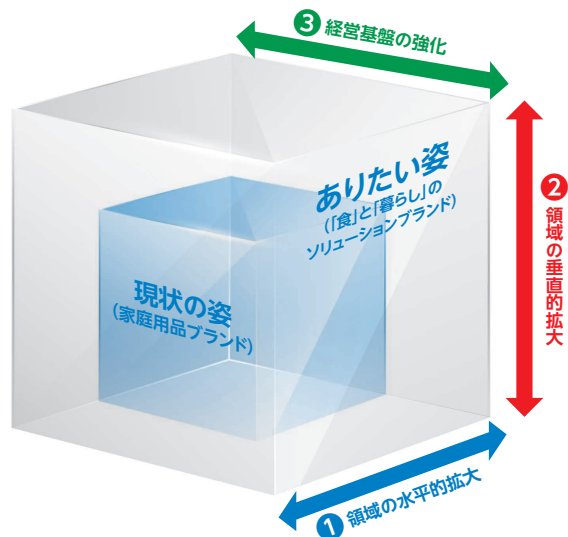 ❸ 経営基盤の強化
ありたい姿
(「食」と「暮らし」の
ソリューションブランド)
❷ 領域の垂直的拡大
現状の姿
(家庭用品ブランド)
❶ 領域の水平的拡大